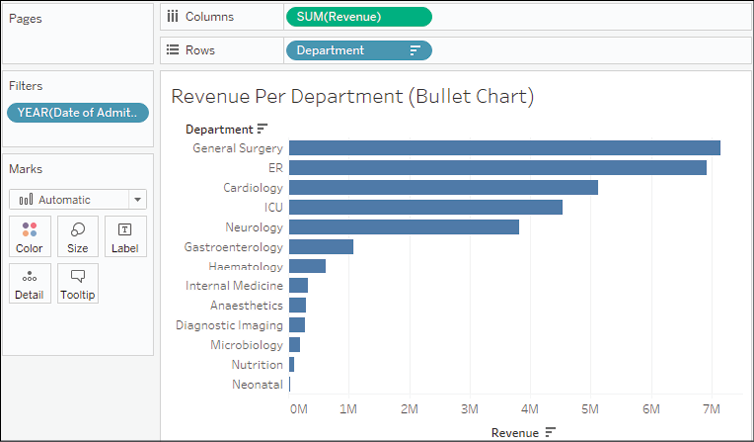 Pages
Columns
SUM(Revenue)
Rows
Department
Filters
YEAR(Date of Admit..
Marks
Automatic
Color
Size
Label
Detail
Tooltip
Revenue Per Department (Bullet Chart)
Department
General Surgery
ER
Cardiology
ICU
Neurology
Gastroenterology
Haematology
Internal Medicine
Anaesthetics
Diagnostic Imaging
Microbiology
Nutrition
Neonatal
0M 1M 2M 3M 4M 5M 6M 7M
Revenue